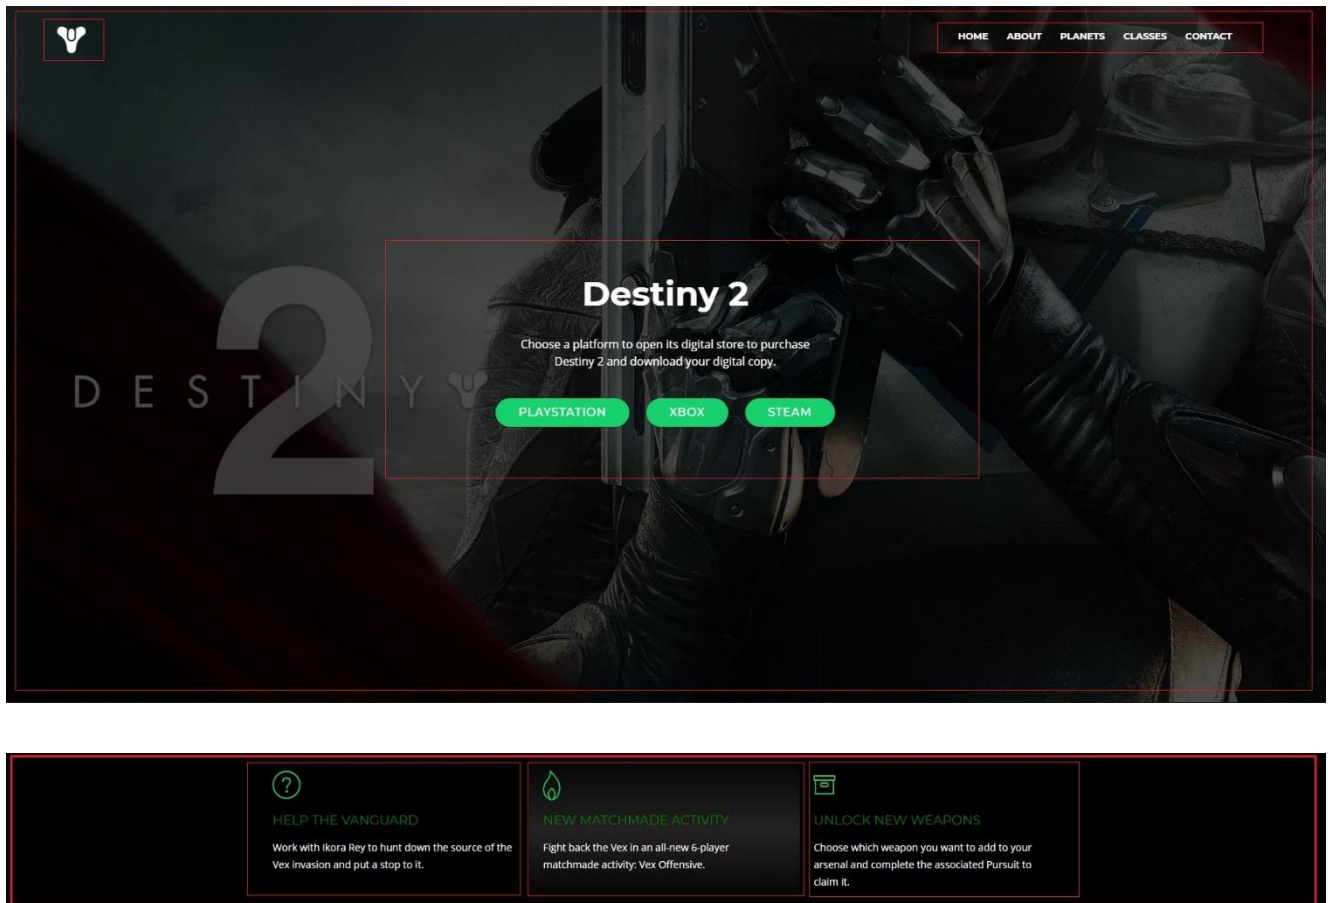 HOME ABOUT PLANETS CLASSES CONTACT
DESTINY 2
Destiny 2
Choose a platform to open its digital store to purchase
Destiny 2 and download your digital copy.
PLAYSTATION XBOX STEAM
HELP THE VANGUARD
Work with Ikora Rey to hunt down the source of the
Vex invasion and put a stop to it.
NEW MATCHMADE ACTIVITY
Fight back the Vex in an all-new 6-player
matchmade activity: Vex Offensive.
UNLOCK NEW WEAPONS
Choose which weapon you want to add to your
arsenal and complete the associated Pursuit to
claim it.